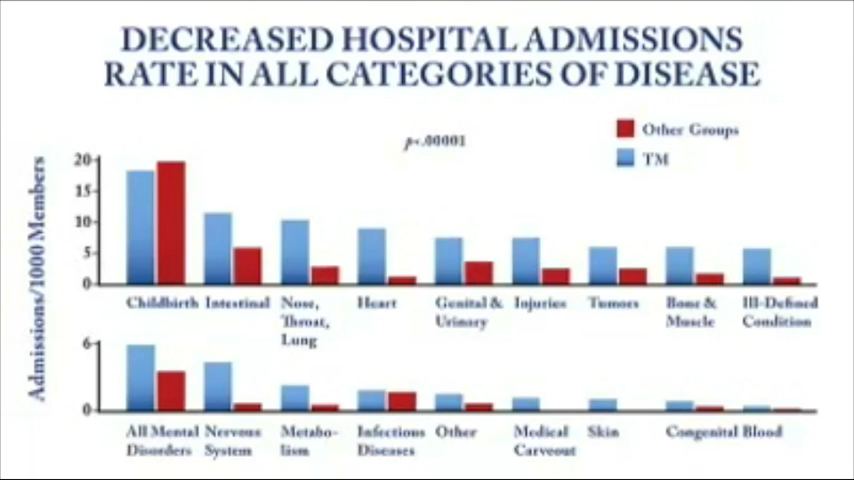 DECREASED HOSPITAL ADMISSIONS
RATE IN ALL CATEGORIES OF DISEASE
p<.00001
Other Groups
TM
Admissions/1000 Members
20
15
10
5
0
Childbirth Intestinal Nose, Heart Genital & Injuries Tumors Bone & Ill-Defined
Throat, Urinary Muscle Condition
Lung
6
0
All Mental Nervous Metabo- Infectious Other Medical Skin Congenital Blood
Disorders System lism Diseases Carveout